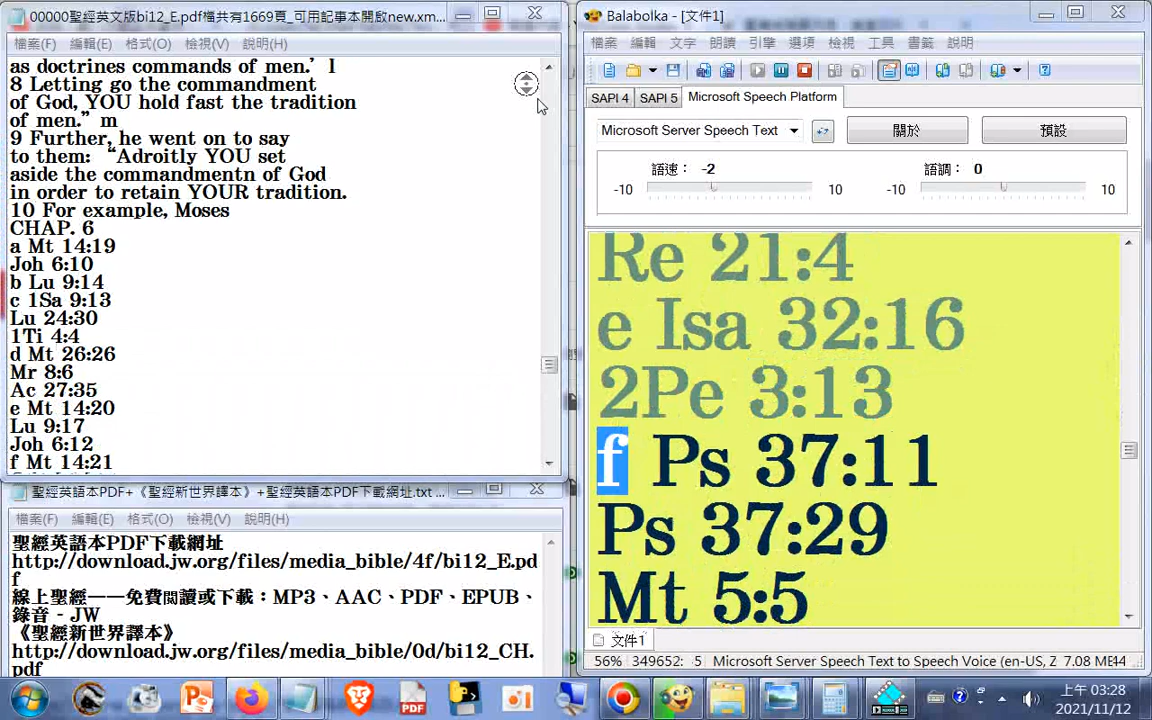 00000聖經英文版bi12_E.pdf檔共有1669頁_可用記事本開啟new.xm...
檔案(F) 編輯(E) 格式(O) 檢視(V) 說明(H)
as doctrines commands of men.’ l
8 Letting go the commandment
of God, YOU hold fast the tradition
of men.” m
9 Further, he went on to say
to them: “Adroitly YOU set
aside the commandmentn of God
in order to retain YOUR tradition.
10 For example, Moses
CHAP. 6
a Mt 14:19
Joh 6:10
b Lu 9:14
c 1Sa 9:13
Lu 24:30
1Ti 4:4
d Mt 26:26
Mr 8:6
Ac 27:35
e Mt 14:20
Lu 9:17
Joh 6:12
f Mt 14:21
聖經英語本PDF+《聖經新世界譯本》+聖經英語本PDF下載網址.txt ...
檔案(F) 編輯(E) 格式(O) 檢視(V) 說明(H)
聖經英語本PDF下載網址
http://download.jw.org/files/media_bible/4f/bi12_E.pd
f
線上聖經——免費閱讀或下載：MP3、AAC、PDF、EPUB、
錄音 - JW
《聖經新世界譯本》
http://download.jw.org/files/media_bible/0d/bi12_CH.
pdf
Balabolka - [文件1]
檔案 編輯 文字 朗讀 引擎 選項 檢視 工具 書籤 說明
SAPI 4 SAPI 5 Microsoft Speech Platform
Microsoft Server Speech Text 關於 預設
語速： -2 語調： 0
-10 10 -10 10
Re 21:4
e Isa 32:16
2Pe 3:13
f Ps 37:11
Ps 37:29
Mt 5:5
文件1
56% 349652: 5 Microsoft Server Speech Text to Speech Voice (en-US, Z 7.08 ME44
PDF
上午 03:28
2021/11/12